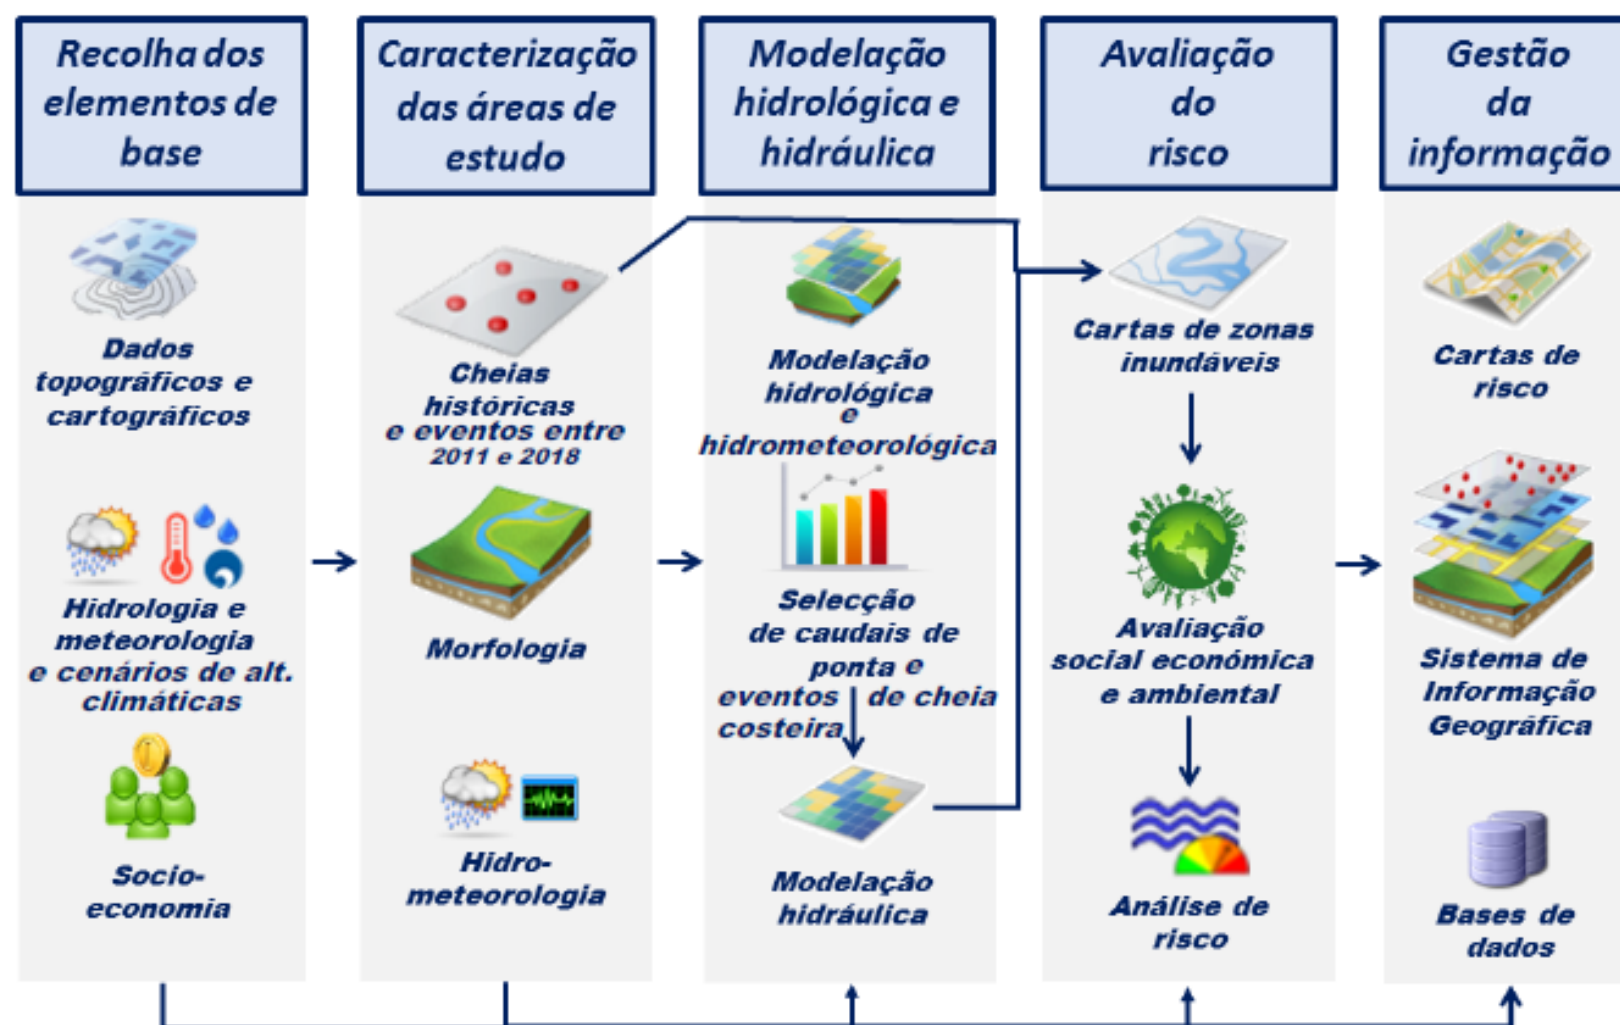 Recolha dos
elementos de
base
Dados
topográficos e
cartográficos
Hidrologia e
meteorologia
e cenários de alt.
climáticas
Socio-
economia
Caracterização
das áreas de
estudo
Cheias
históricas
e eventos entre
2011 e 2018
Morfologia
Hidro-
meteorologia
Modelação
hidrológica e
hidráulica
Modelação
hidrológica
e
hidrometeorológica
Selecção
de caudais de
ponta e
eventos de cheia
costeira
Modelação
hidráulica
Avaliação
do
risco
Cartas de zonas
inundáveis
Avaliação
social económica
e ambiental
Análise de
risco
Gestão
da
informação
Cartas de
risco
Sistema de
Informação
Geográfica
Bases de
dados